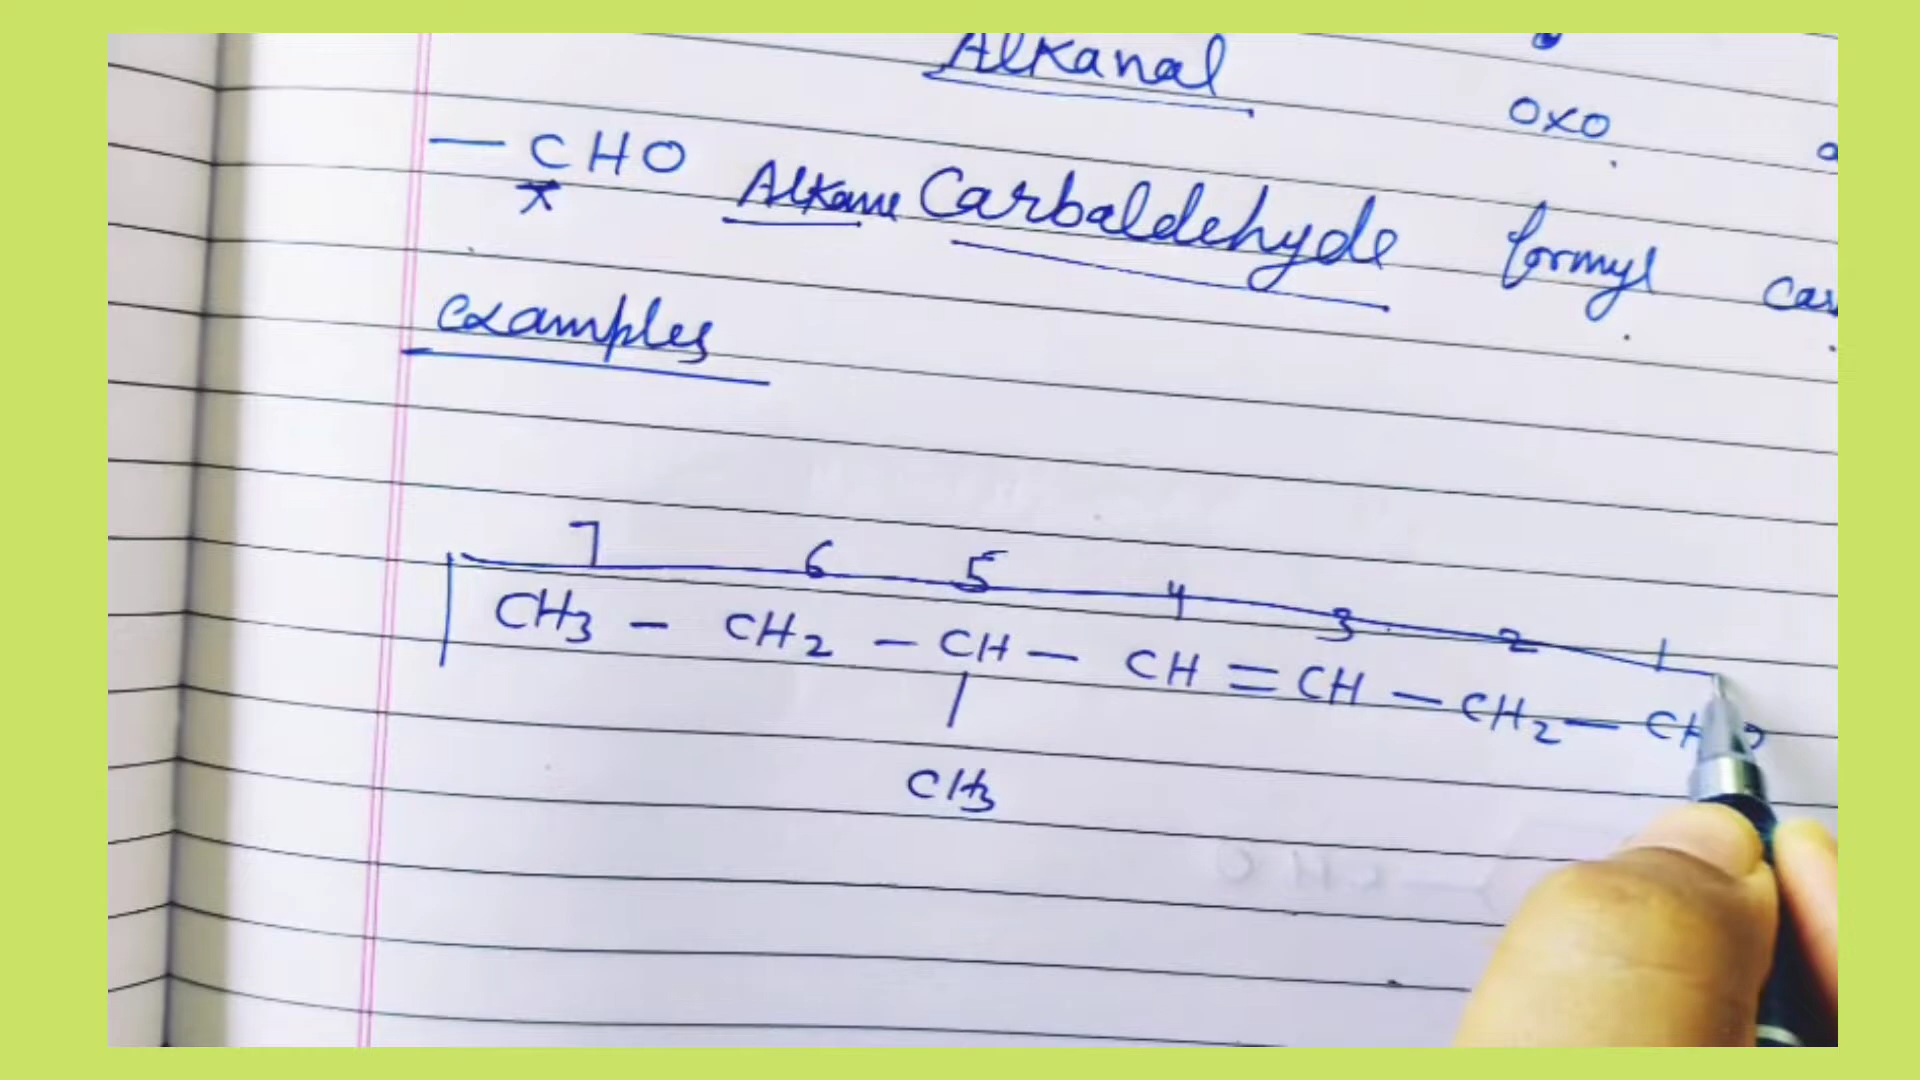 Alkanal
oxo
— CHO Alkane Carbaldehyde formyl
examples
7 6 5 4 3 2 1
CH3 — CH2 — CH — CH = CH — CH2 —
|
CH3